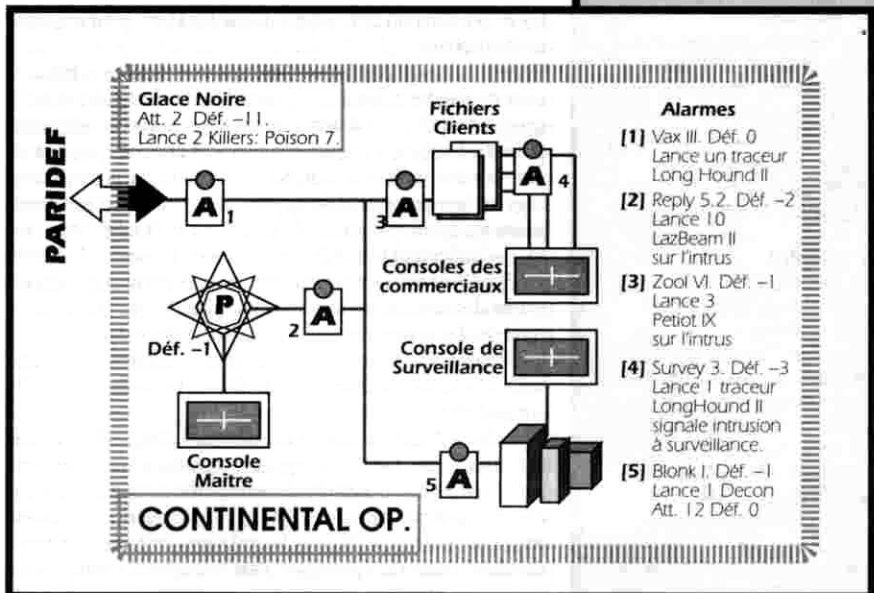 PARIDEF
Glace Noire
Att. 2 Déf. –11.
Lance 2 Killers: Poison 7.
A
1
P
Déf. –1
Console
Maître
2
A
3
A
Fichiers
Clients
A
4
Consoles des
commerciaux
Console de
Surveillance
5
A
CONTINENTAL OP.
Alarmes
[1] Vax III. Déf. 0
Lance un traceur
Long Hound II
[2] Reply 5.2. Déf. –2
Lance 10
LazBeam II
sur l'intrus
[3] Zool VI. Déf. –1
Lance 3
Petiot IX
sur l'intrus
[4] Survey 3. Déf. –3
Lance 1 traceur
LongHound II
signale intrusion
à surveillance.
[5] Blonk I. Déf. –1
Lance 1 Decon
Att. 12 Déf. 0